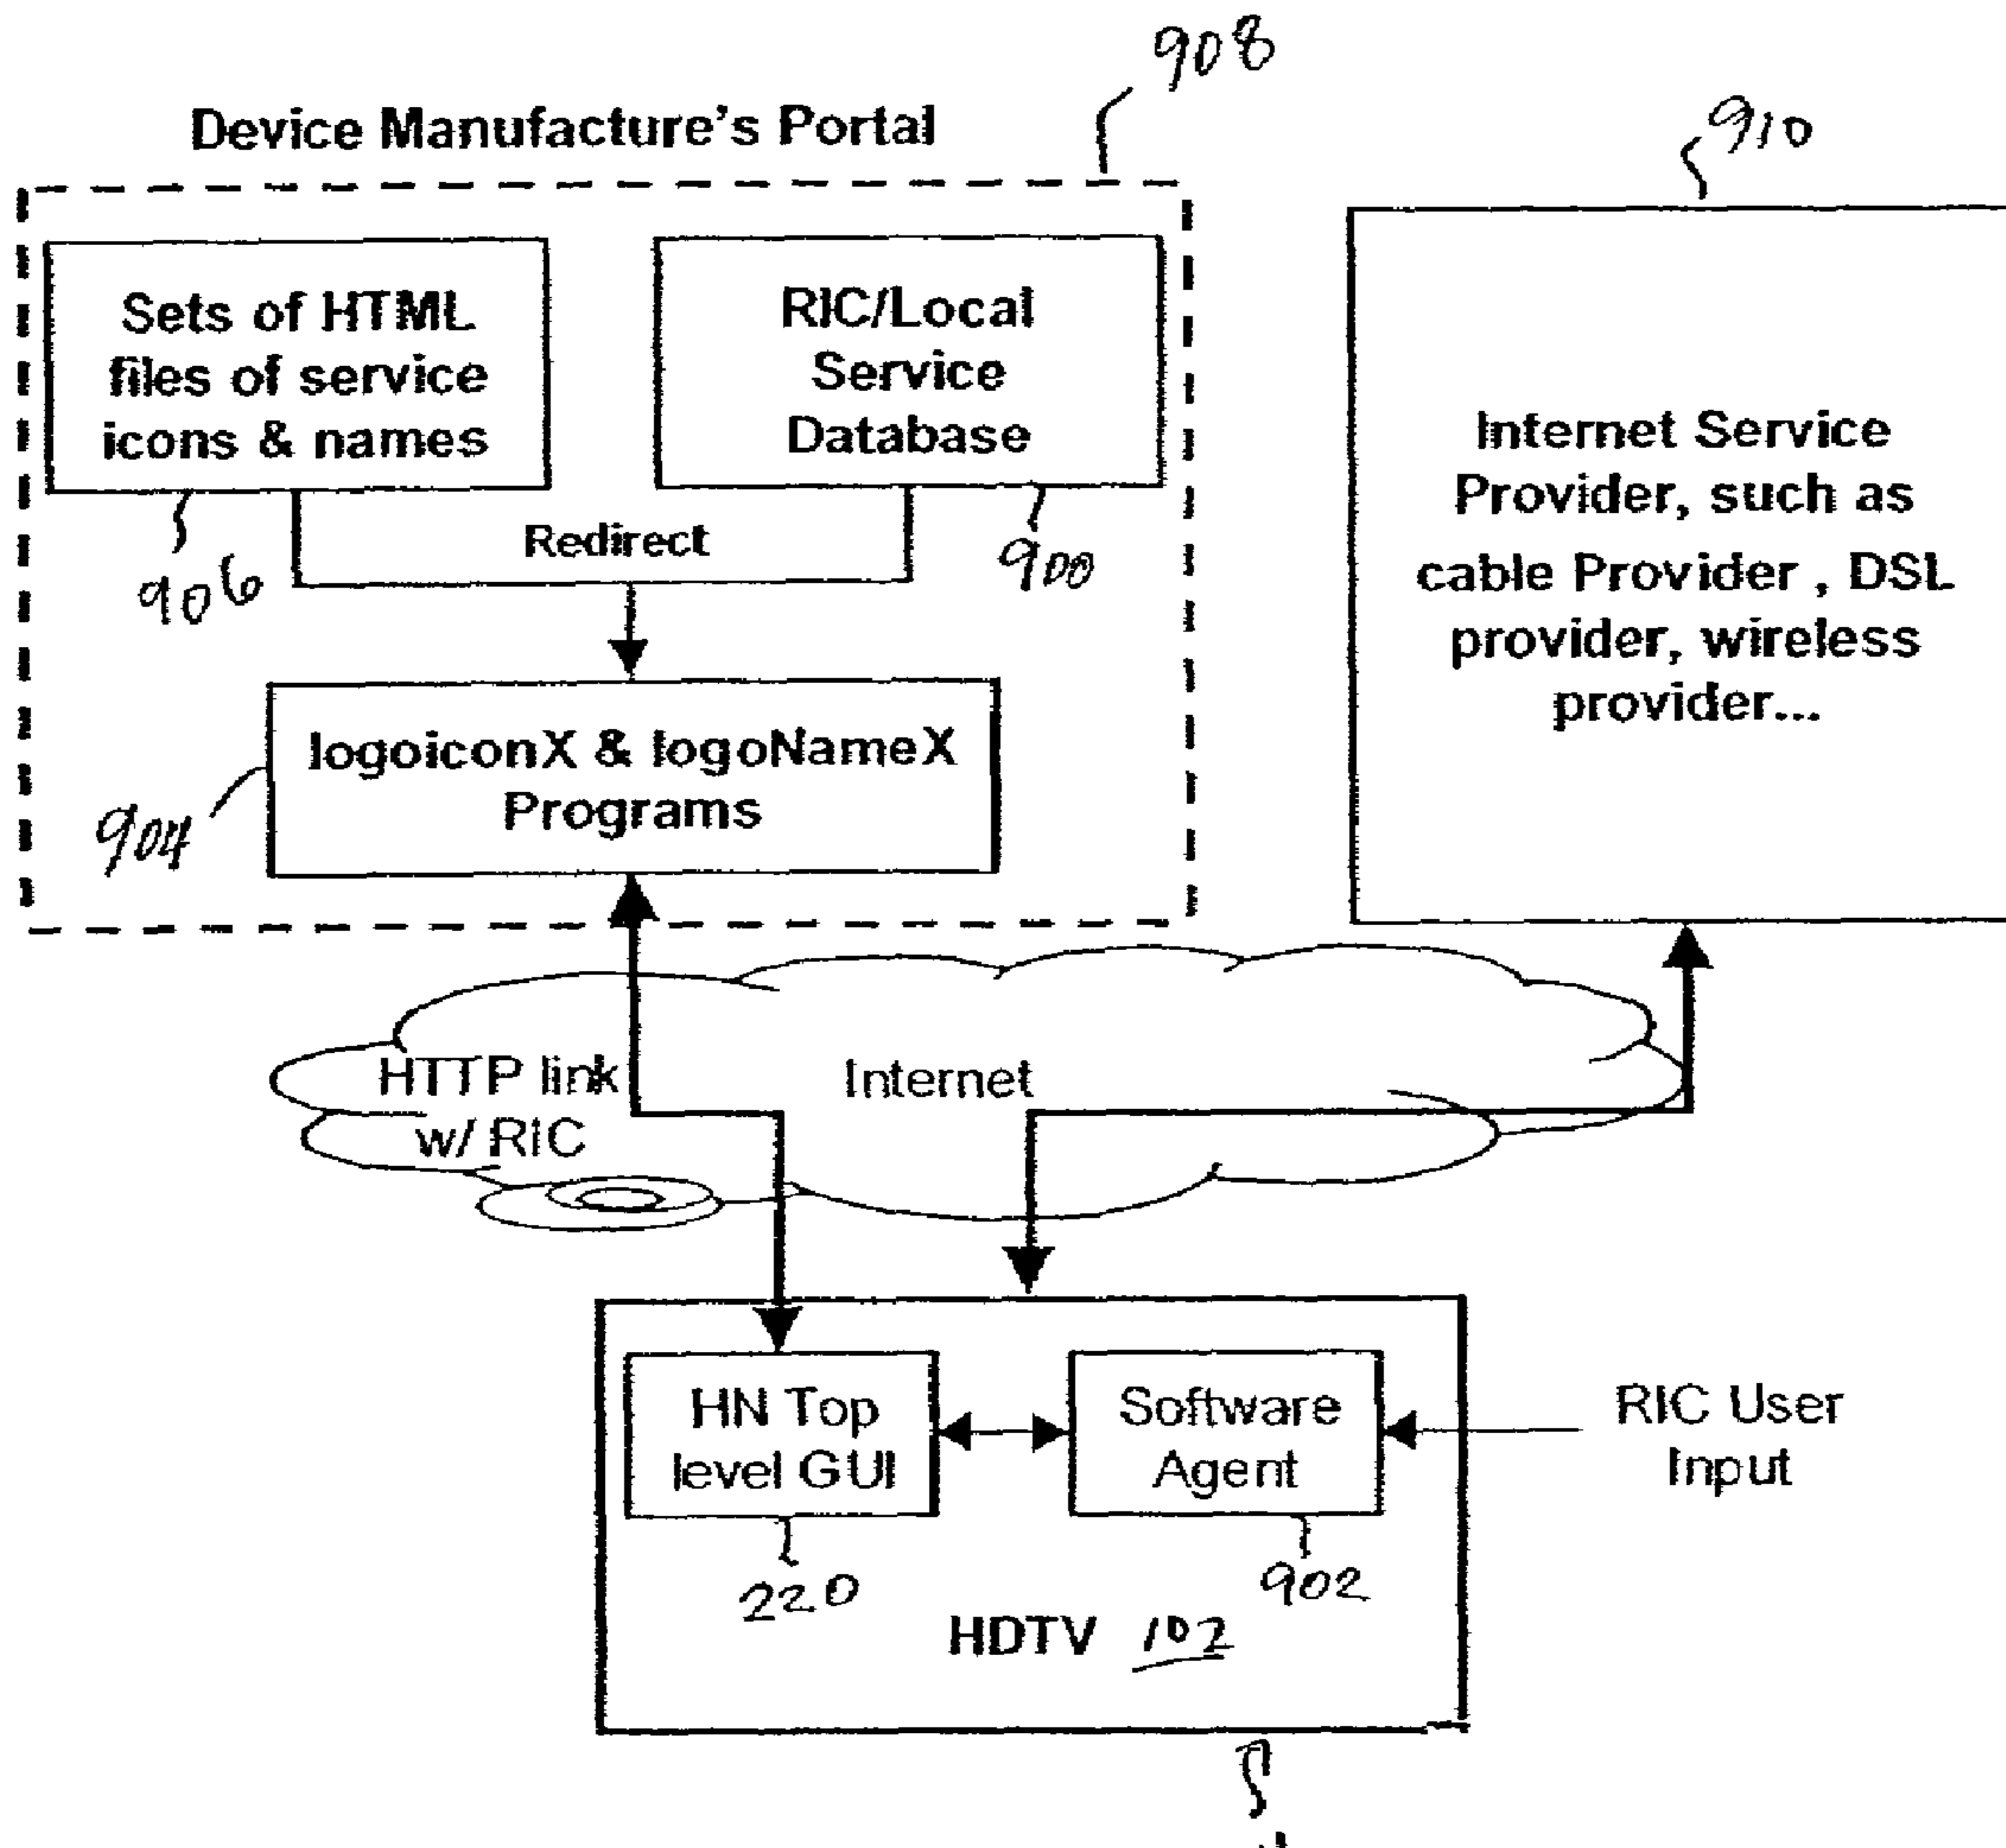 908
Device Manufacture's Portal
910
Sets of HTML
files of service
icons & names
RIC/Local
Service
Database
Internet Service
Provider, such as
cable Provider , DSL
provider, wireless
provider...
Redirect
906
900
logoiconX & logoNameX
Programs
904
HTTP link
w/ RIC
Internet
HN Top
level GUI
Software
Agent
RIC User
Input
220
902
HDTV 102